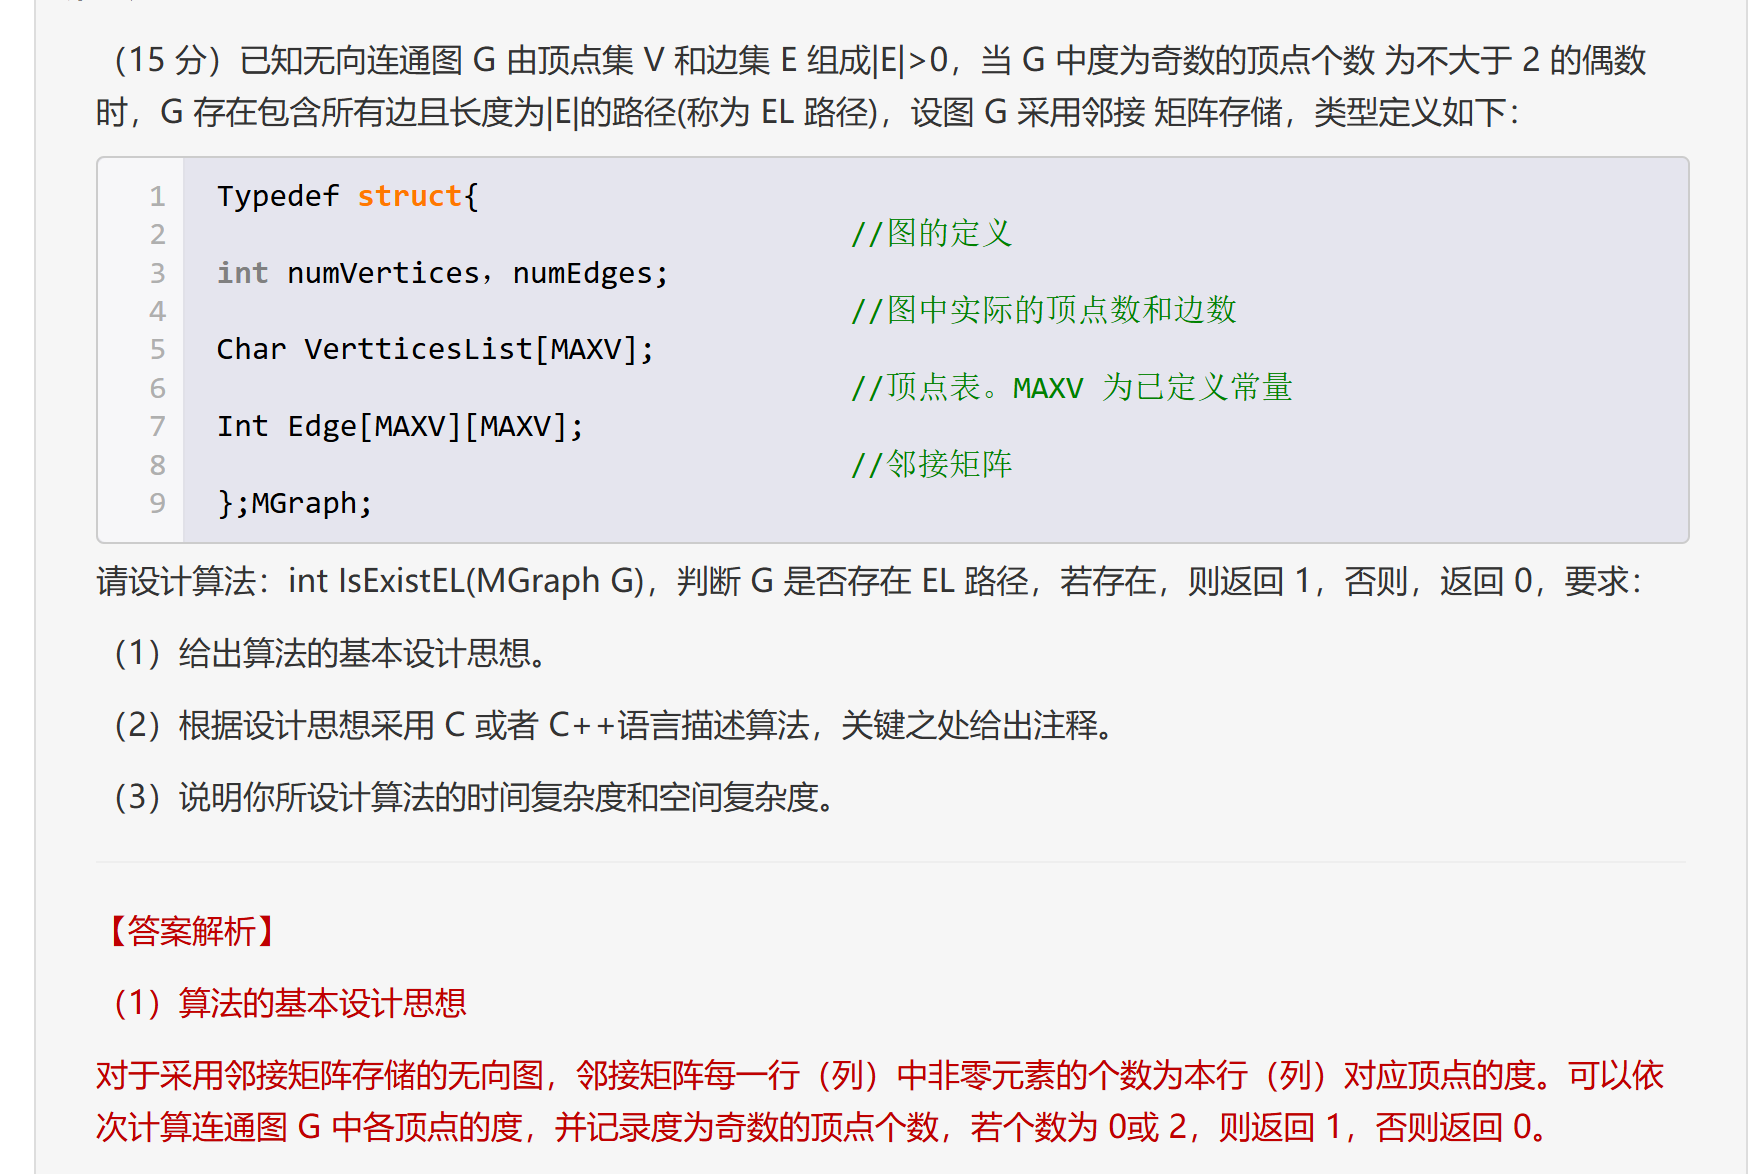 （15 分）已知无向连通图 G 由顶点集 V 和边集 E 组成|E|>0，当 G 中度为奇数的顶点个数 为不大于 2 的偶数
时，G 存在包含所有边且长度为|E|的路径(称为 EL 路径)，设图 G 采用邻接 矩阵存储，类型定义如下：
1 Typedef struct{
2 //图的定义
3 int numVertices，numEdges;
4 //图中实际的顶点数和边数
5 Char VertticesList[MAXV];
6 //顶点表。MAXV 为已定义常量
7 Int Edge[MAXV][MAXV];
8 //邻接矩阵
9 };MGraph;
请设计算法：int IsExistEL(MGraph G)，判断 G 是否存在 EL 路径，若存在，则返回 1，否则，返回 0，要求：
（1）给出算法的基本设计思想。
（2）根据设计思想采用 C 或者 C++语言描述算法，关键之处给出注释。
（3）说明你所设计算法的时间复杂度和空间复杂度。
【答案解析】
（1）算法的基本设计思想
对于采用邻接矩阵存储的无向图，邻接矩阵每一行（列）中非零元素的个数为本行（列）对应顶点的度。可以依
次计算连通图 G 中各顶点的度，并记录度为奇数的顶点个数，若个数为 0或 2，则返回 1，否则返回 0。